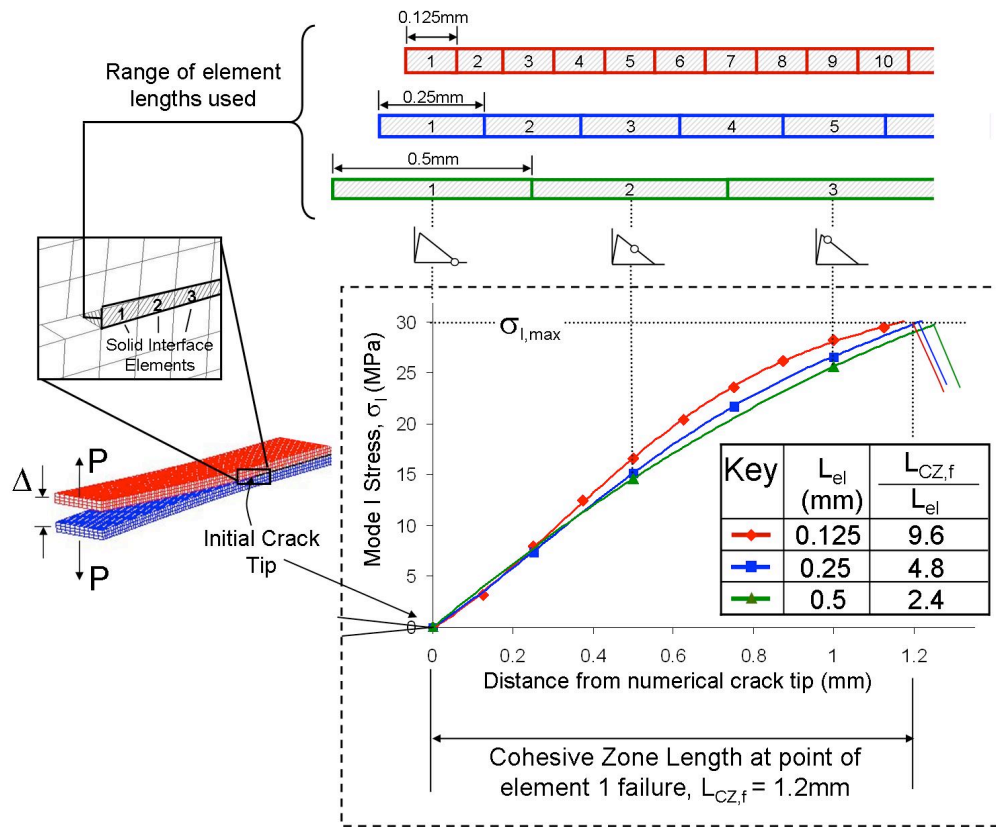 0.125mm
1 2 3 4 5 6 7 8 9 10
Range of element
lengths used
0.25mm
1 2 3 4 5
0.5mm
1 2 3
1 2 3
Solid Interface
Elements
P
Δ
P
Initial Crack
Tip
σI,max
Mode I Stress, σI (MPa)
30
25
20
15
10
5
0
0 0.2 0.4 0.6 0.8 1 1.2
Distance from numerical crack tip (mm)
Key Lel (mm) LCZ,f / Lel
0.125 9.6
0.25 4.8
0.5 2.4
Cohesive Zone Length at point of
element 1 failure, LCZ,f = 1.2mm